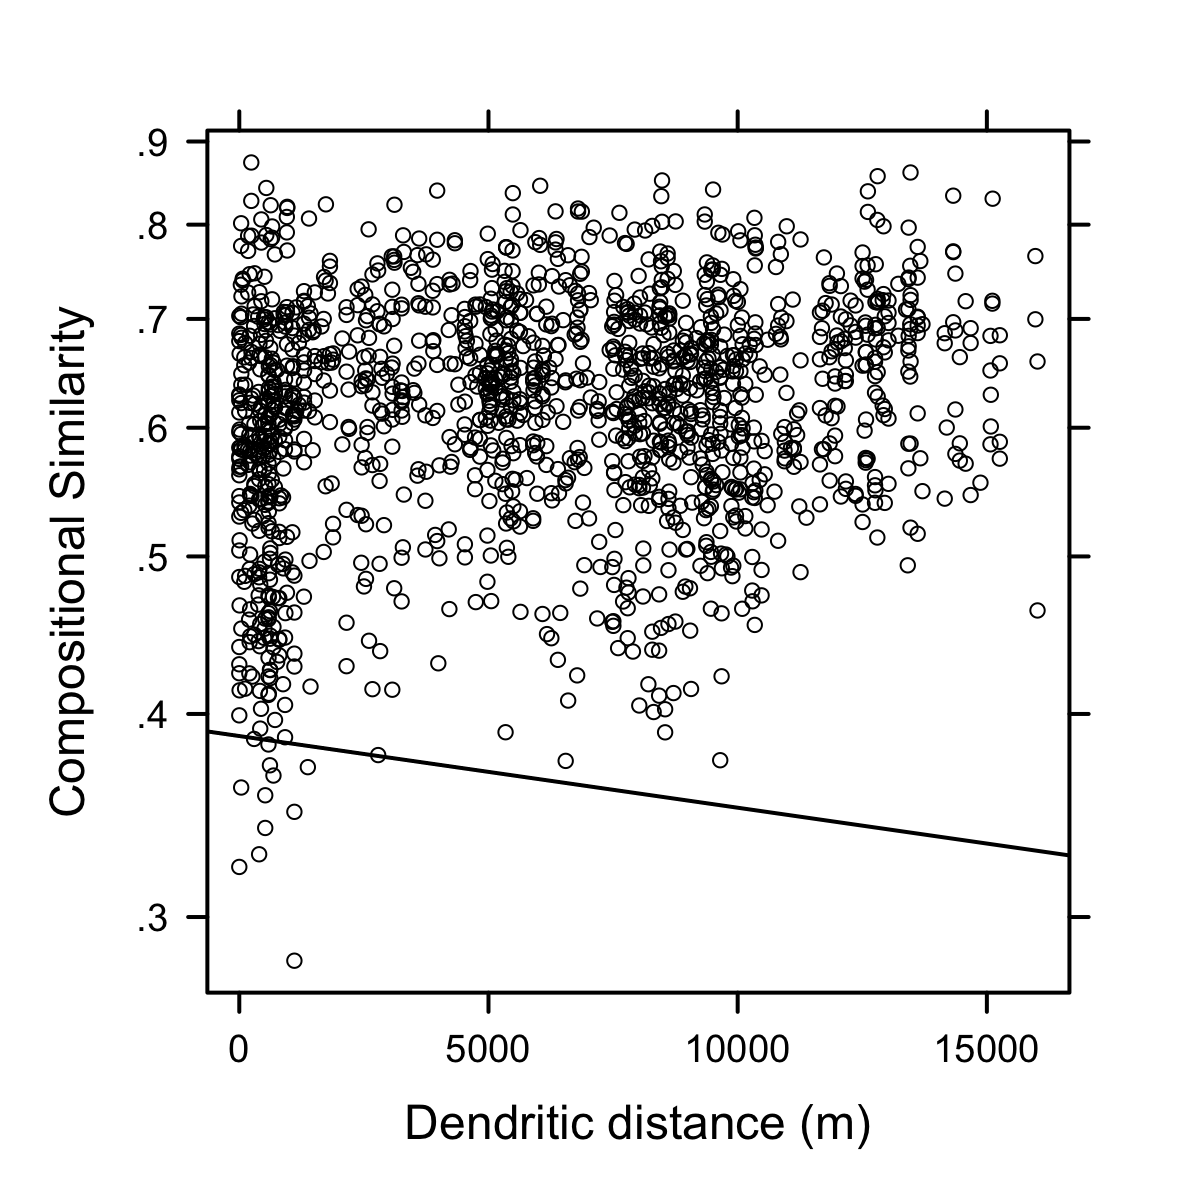 .9
.8
.7
.6
.5
.4
.3
Compositional Similarity
0 5000 10000 15000
Dendritic distance (m)